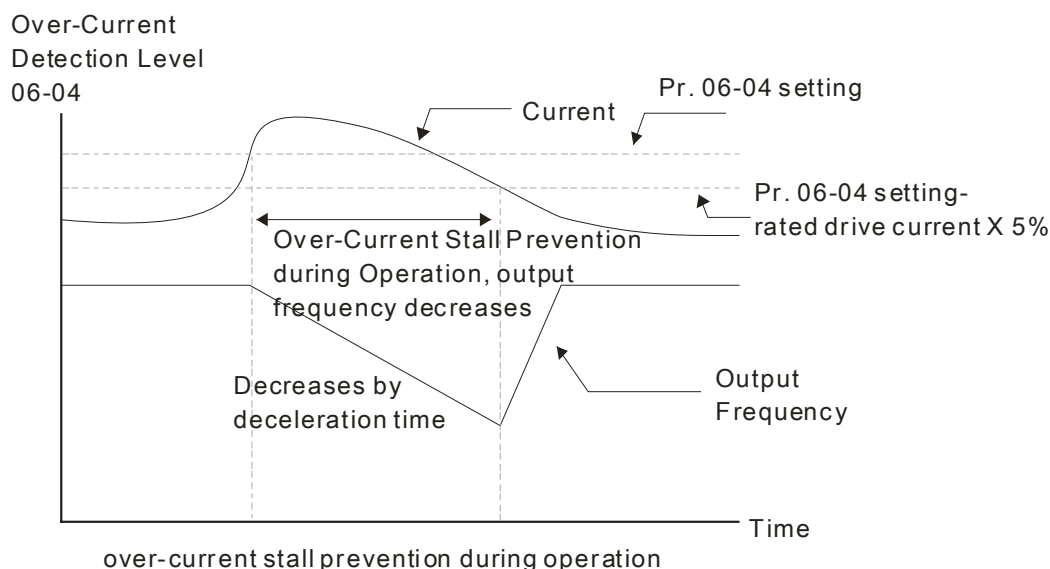 Over-Current
Detection Level
06-04
Pr. 06-04 setting
Current
Pr. 06-04 setting-
rated drive current X 5%
Over-Current Stall Prevention
during Operation, output
frequency decreases
Decreases by
deceleration time
Output
Frequency
Time
over-current stall prevention during operation